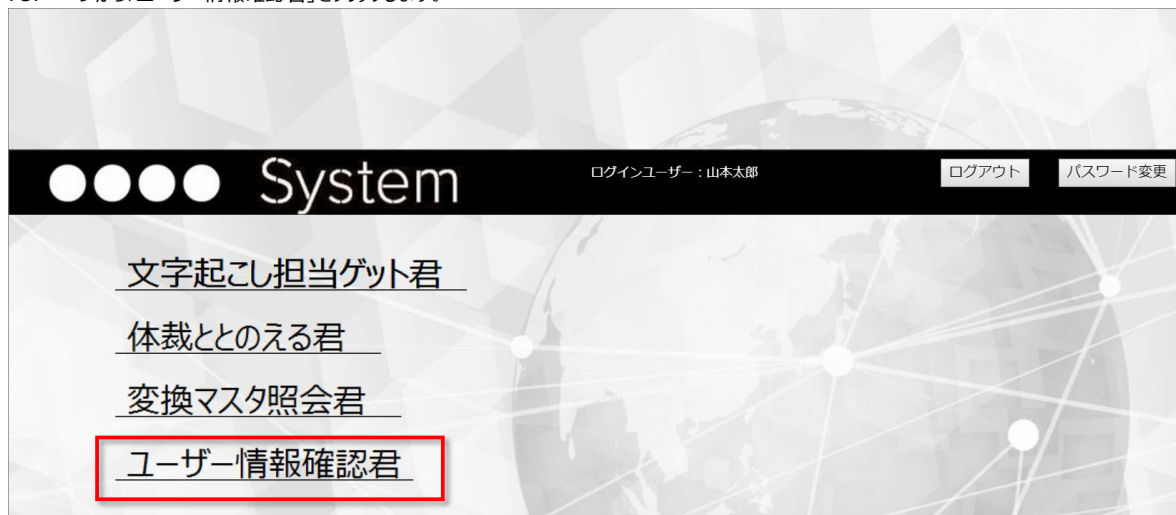 ●●●● System
ログインユーザー：山本太郎
ログアウト
パスワード変更
文字起こし担当ゲット君
体裁ととのえる君
変換マスタ照会君
ユーザー情報確認君